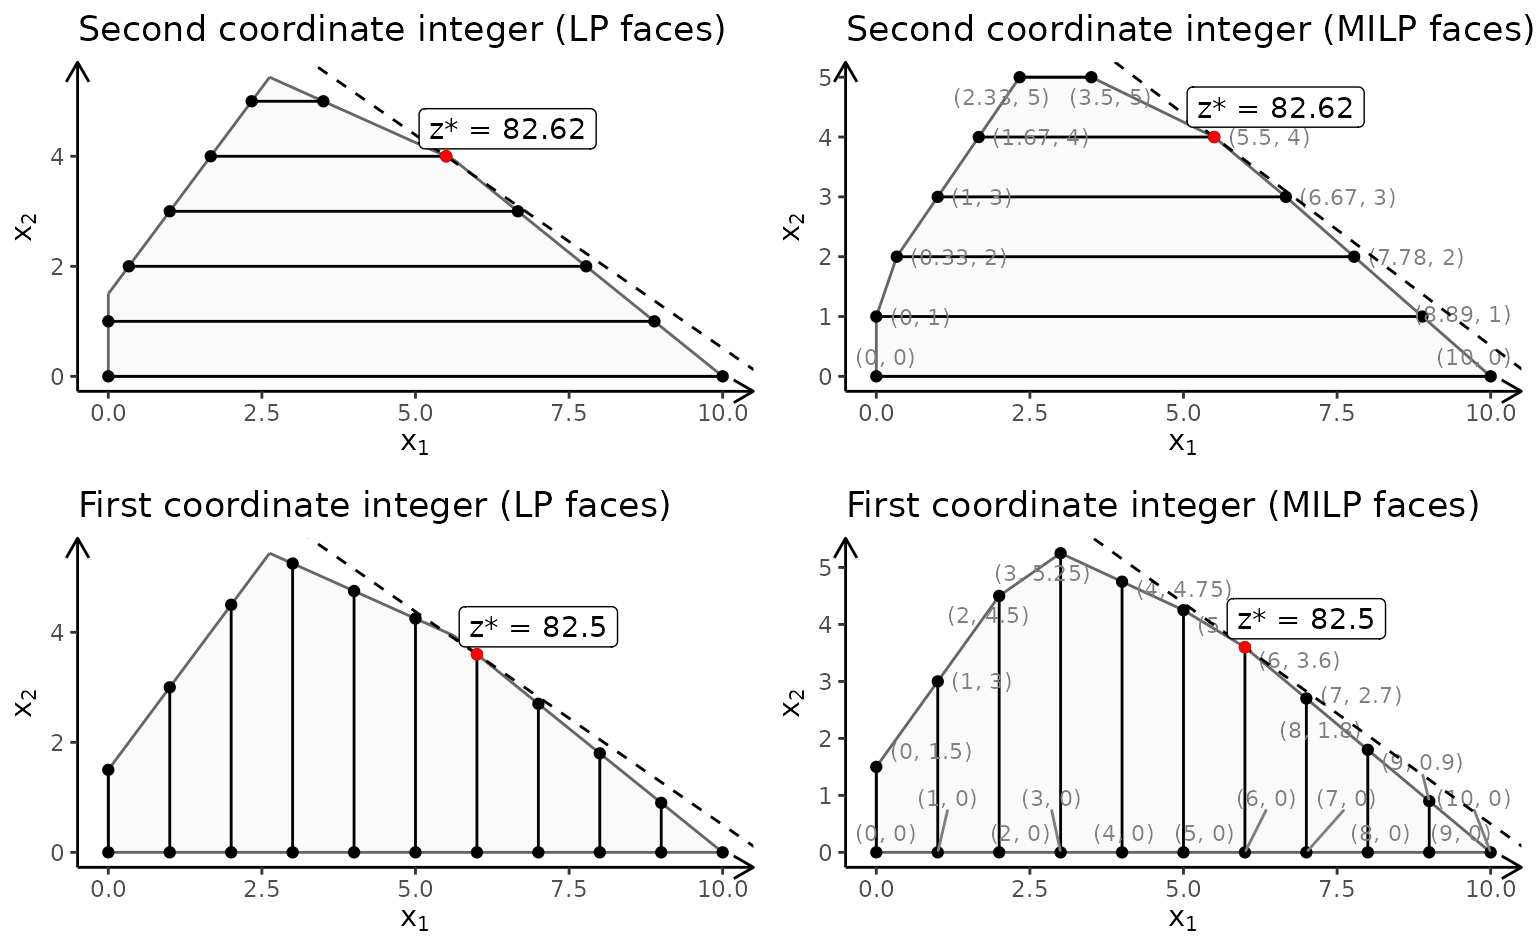 Second coordinate integer (LP faces)
z* = 82.62
4
2
0
x2
0.0 2.5 5.0 7.5 10.0
x1
Second coordinate integer (MILP faces)
5
(2.33, 5) (3.5, 5)
z* = 82.62
4
(1.67, 4) (5.5, 4)
3
(1, 3) (6.67, 3)
2
(0.33, 2) (7.78, 2)
1
(0, 1) (8.89, 1)
(0, 0) (10, 0)
0
x2
0.0 2.5 5.0 7.5 10.0
x1
First coordinate integer (LP faces)
z* = 82.5
4
2
0
x2
0.0 2.5 5.0 7.5 10.0
x1
First coordinate integer (MILP faces)
5
(3, 5.25)
(4, 4.75)
(2, 4.5)
z* = 82.5
4
(5
(6, 3.6)
3
(1, 3)
(7, 2.7)
2
(8, 1.8)
(0, 1.5)
(9, 0.9)
1
(1, 0) (3, 0) (6, 0) (7, 0) (10, 0)
(0, 0) (2, 0) (4, 0) (5, 0) (8, 0) (9, 0)
0
x2
0.0 2.5 5.0 7.5 10.0
x1